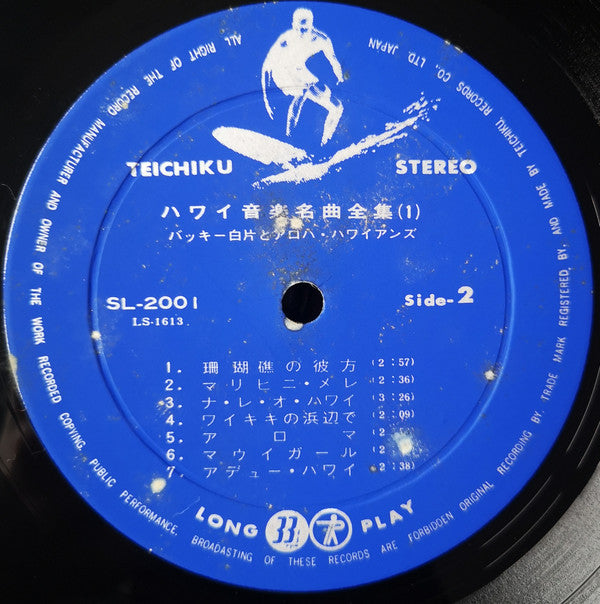 TEICHIKU
STEREO
ハワイ音楽名曲全集(1)
バッキー白片とアロハ・ハワイアンズ
SL-2001
LS-1613
Side-2
1. 珊瑚礁の彼方 (2:57)
2. マリヒニ・メレ (2:36)
3. ナ・レ・オ・ハワイ (3:26)
4. ワイキキの浜辺で (2:09)
5. アロマ (2
6. マウイガール (2
7. アデュー・ハワイ (2:38)
LONG 33⅓ PLAY
ALL RIGHT OF THE RECORD MANUFACTURER AND OWNER OF THE WORK RECORDED COPYING, PUBLIC PERFORMANCE, BROADASTING OF THESE RECORDS ARE FORBIDDEN ORIGINAL RECORDING BY, TRADE MARK REGISTERED BY, AND MADE BY TEICHIKU, RECORDS CO., LTD. JAPAN